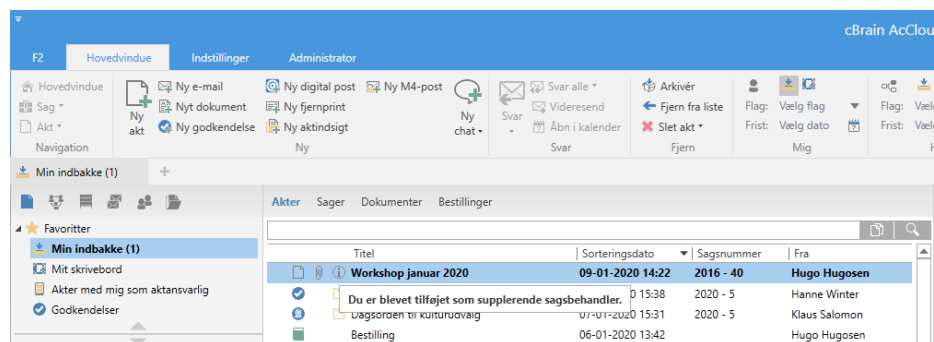 cBrain AcClou
F2 Hovedvindue Indstillinger Administrator
Hovedvindue Ny e-mail Ny digital post Ny M4-post Svar alle Arkivér
Sag Nyt dokument Ny fjernprint Videresend Fjern fra liste Flag: Vælg flag Flag: Væl
Akt Ny akt Ny godkendelse Ny aktindsigt Ny chat Svar Åbn i kalender Slet akt Frist: Vælg dato Frist: Væl
Navigation Ny Svar Fjern Mig
Min indbakke (1) +
Akter Sager Dokumenter Bestillinger
Favoritter
Min indbakke (1)
Mit skrivebord
Akter med mig som aktansvarlig
Godkendelser
Titel Sorteringsdato Sagsnummer Fra
Workshop januar 2020 09-01-2020 14:22 2016 - 40 Hugo Hugosen
Du er blevet tilføjet som supplerende sagsbehandler.
0 15:38 2020 - 5 Hanne Winter
Dagsorden til kulturudvalg 07-01-2020 15:31 2020 - 5 Klaus Salomon
Bestilling 06-01-2020 13:42 Hugo Hugosen